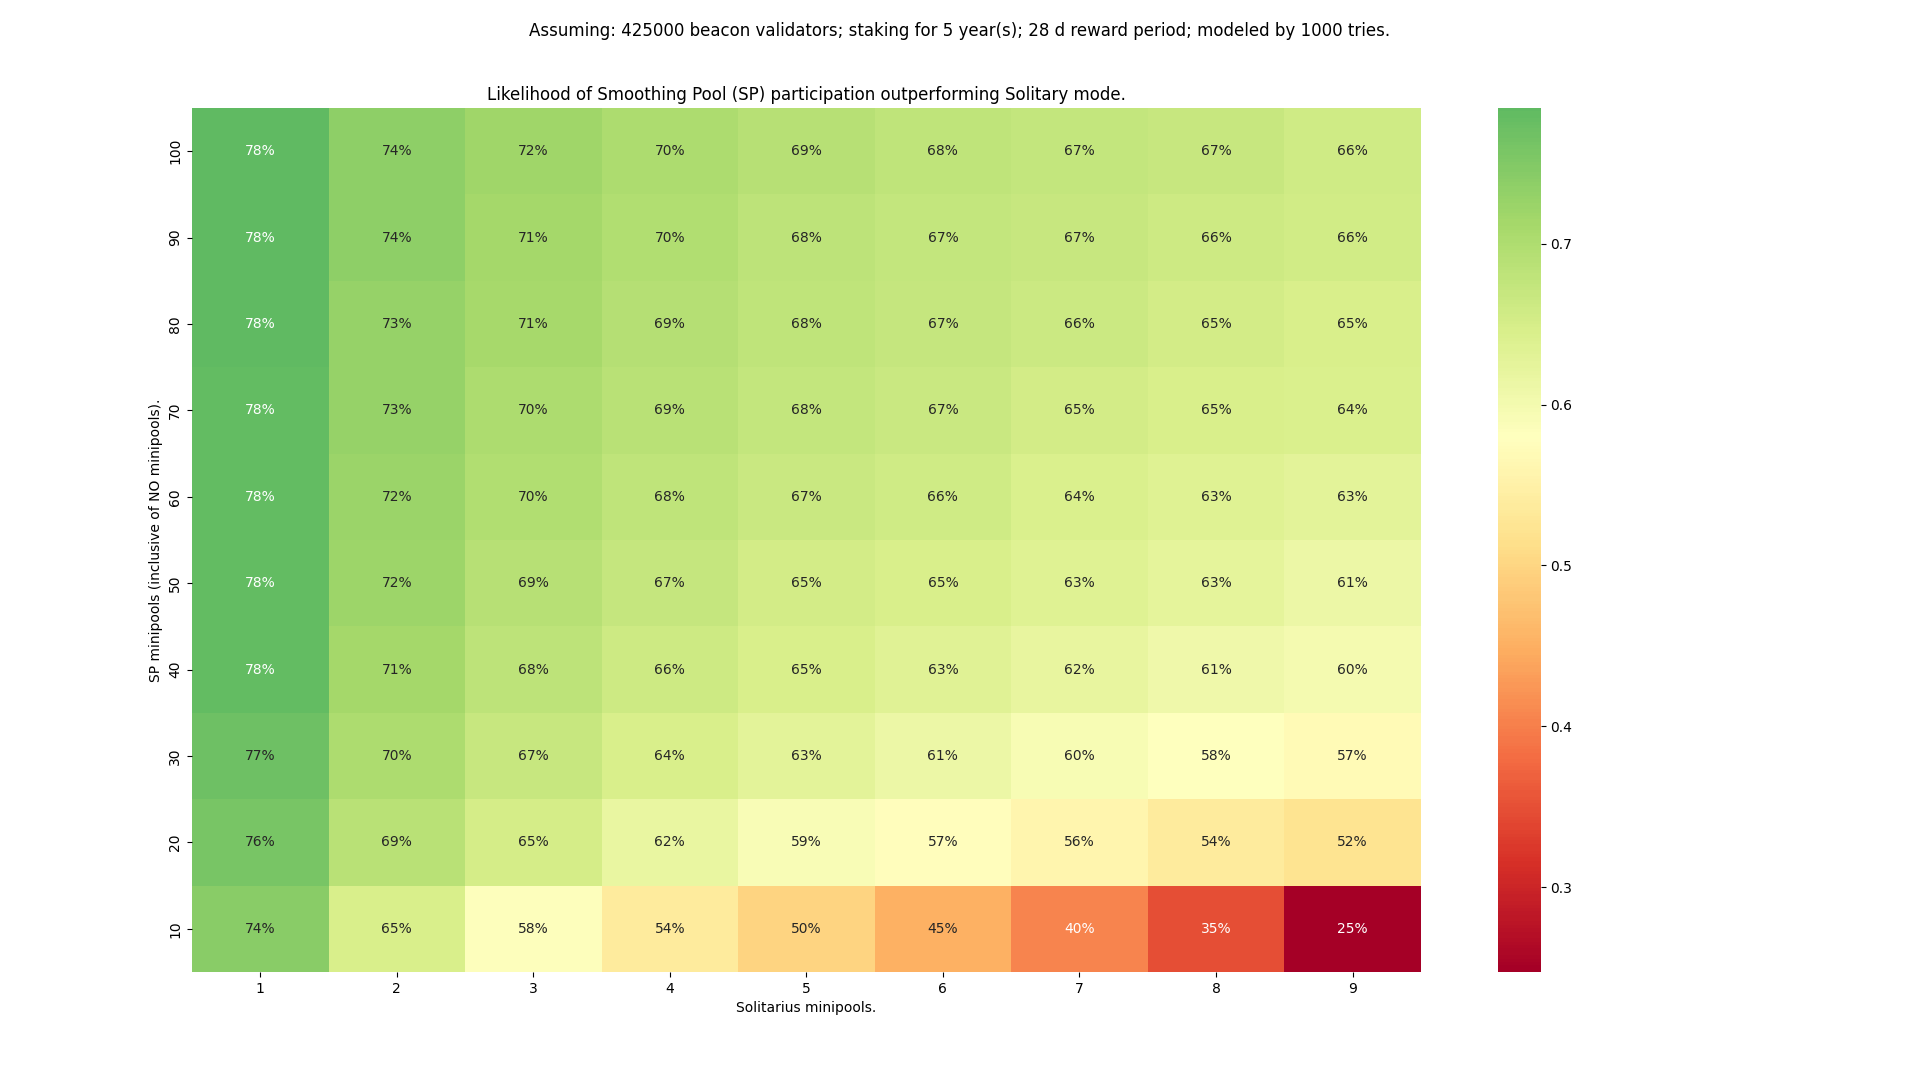 Assuming: 425000 beacon validators; staking for 5 year(s); 28 d reward period; modeled by 1000 tries.
Likelihood of Smoothing Pool (SP) participation outperforming Solitary mode.
SP minipools (inclusive of NO minipools).
100 78% 74% 72% 70% 69% 68% 67% 67% 66%
90 78% 74% 71% 70% 68% 67% 67% 66% 66%
80 78% 73% 71% 69% 68% 67% 66% 65% 65%
70 78% 73% 70% 69% 68% 67% 65% 65% 64%
60 78% 72% 70% 68% 67% 66% 64% 63% 63%
50 78% 72% 69% 67% 65% 65% 63% 63% 61%
40 78% 71% 68% 66% 65% 63% 62% 61% 60%
30 77% 70% 67% 64% 63% 61% 60% 58% 57%
20 76% 69% 65% 62% 59% 57% 56% 54% 52%
10 74% 65% 58% 54% 50% 45% 40% 35% 25%
1 2 3 4 5 6 7 8 9
Solitarius minipools.
0.7
0.6
0.5
0.4
0.3